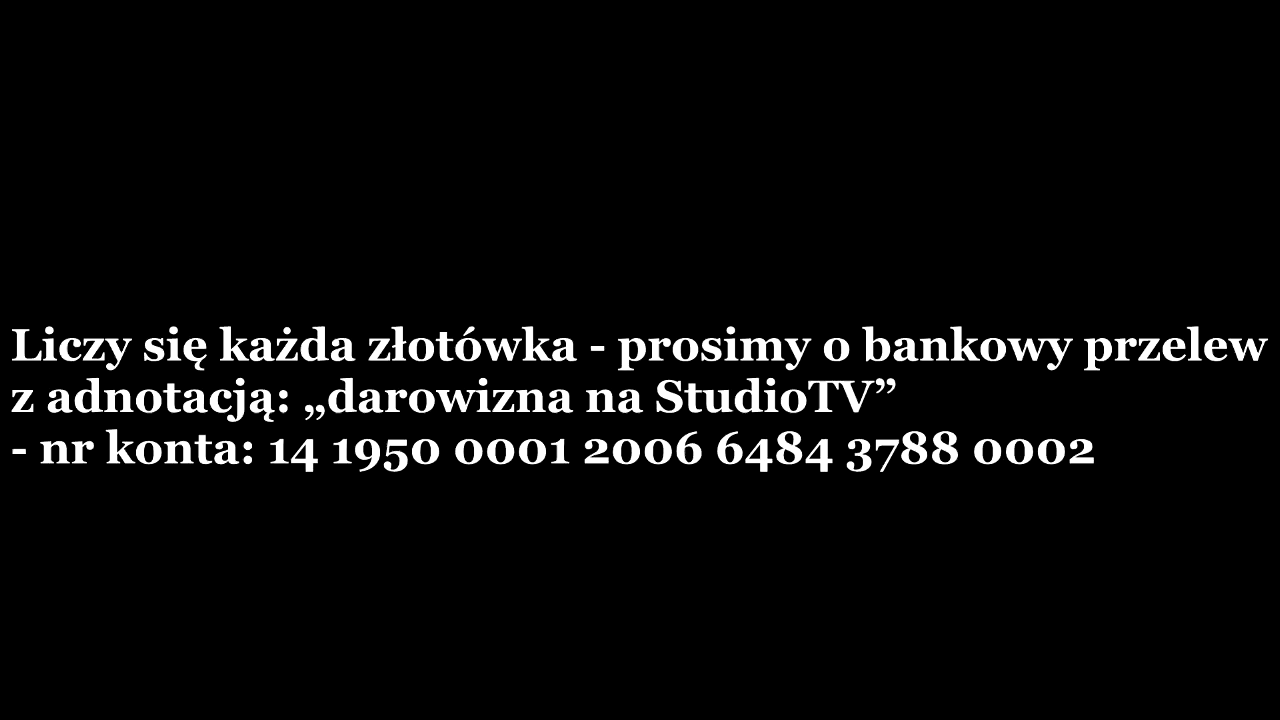 Liczy się każda złotówka - prosimy o bankowy przelew
z adnotacją: „darowizna na StudioTV”
- nr konta: 14 1950 0001 2006 6484 3788 0002